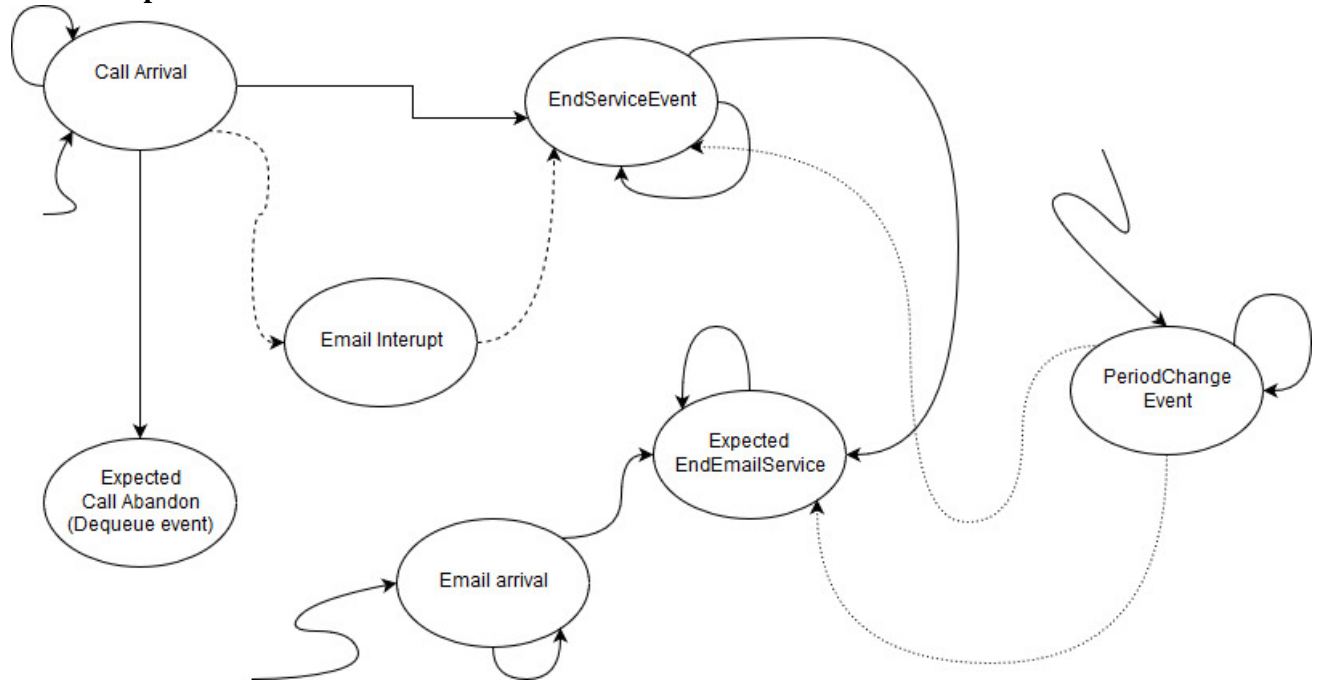 Call Arrival
EndServiceEvent
Email Interupt
PeriodChange
Event
Expected
EndEmailService
Expected
Call Abandon
(Dequeue event)
Email arrival